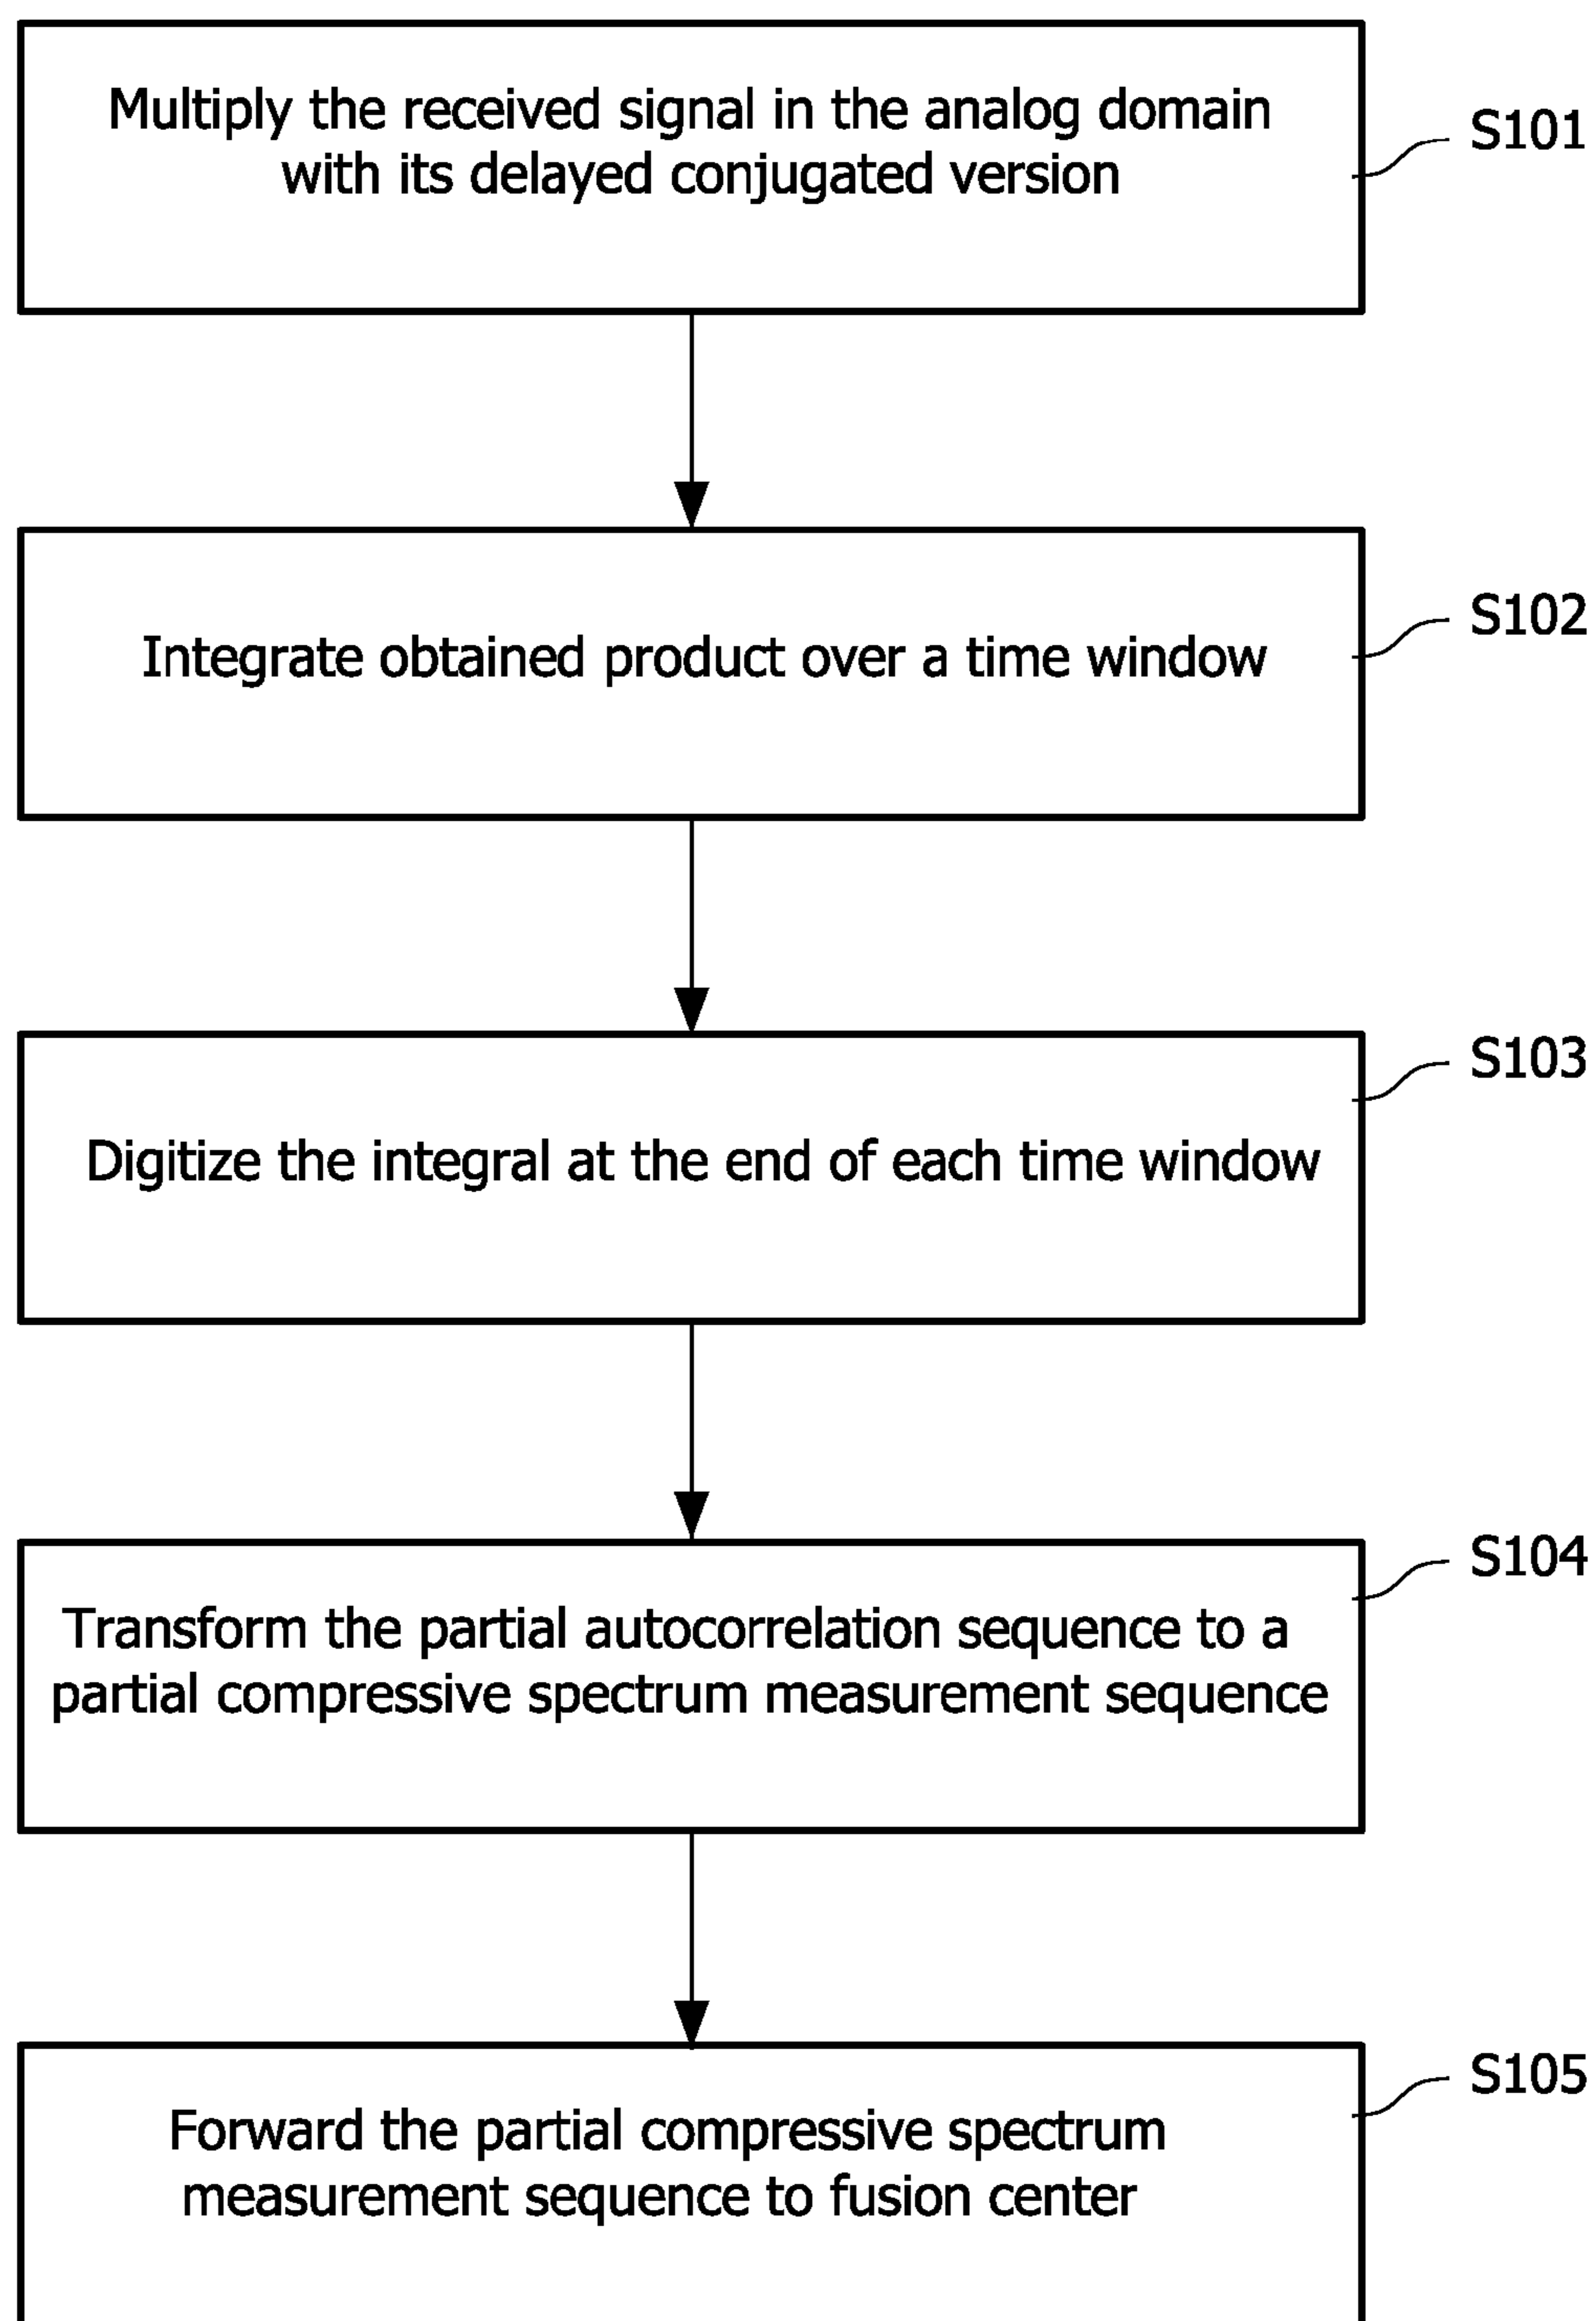 Multiply the received signal in the analog domain
with its delayed conjugated version
S101
Integrate obtained product over a time window
S102
Digitize the integral at the end of each time window
S103
Transform the partial autocorrelation sequence to a
partial compressive spectrum measurement sequence
S104
Forward the partial compressive spectrum
measurement sequence to fusion center
S105